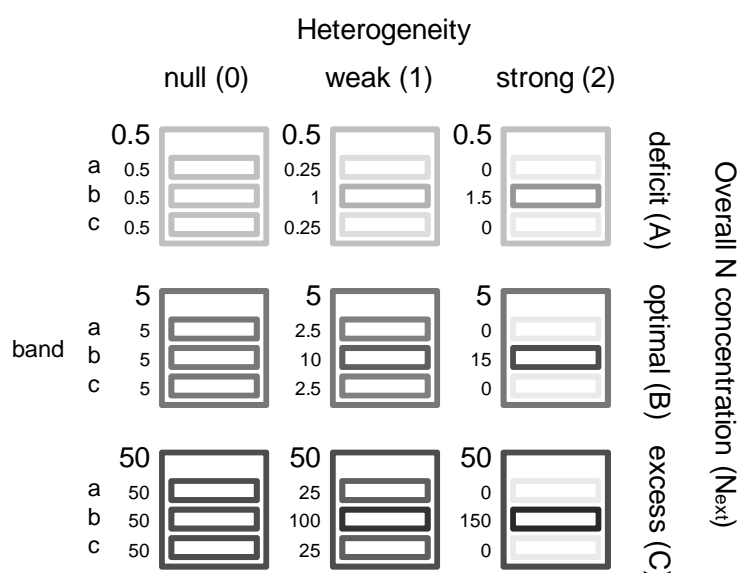 Heterogeneity
null (0) weak (1) strong (2)
0.5 0.5 0.5
a 0.5 0.25 0
b 0.5 1 1.5
c 0.5 0.25 0
deficit (A)
5 5 5
a 5 2.5 0
band b 5 10 15
c 5 2.5 0
optimal (B)
50 50 50
a 50 25 0
b 50 100 150
c 50 25 0
excess (C)
Overall N concentration (Next)